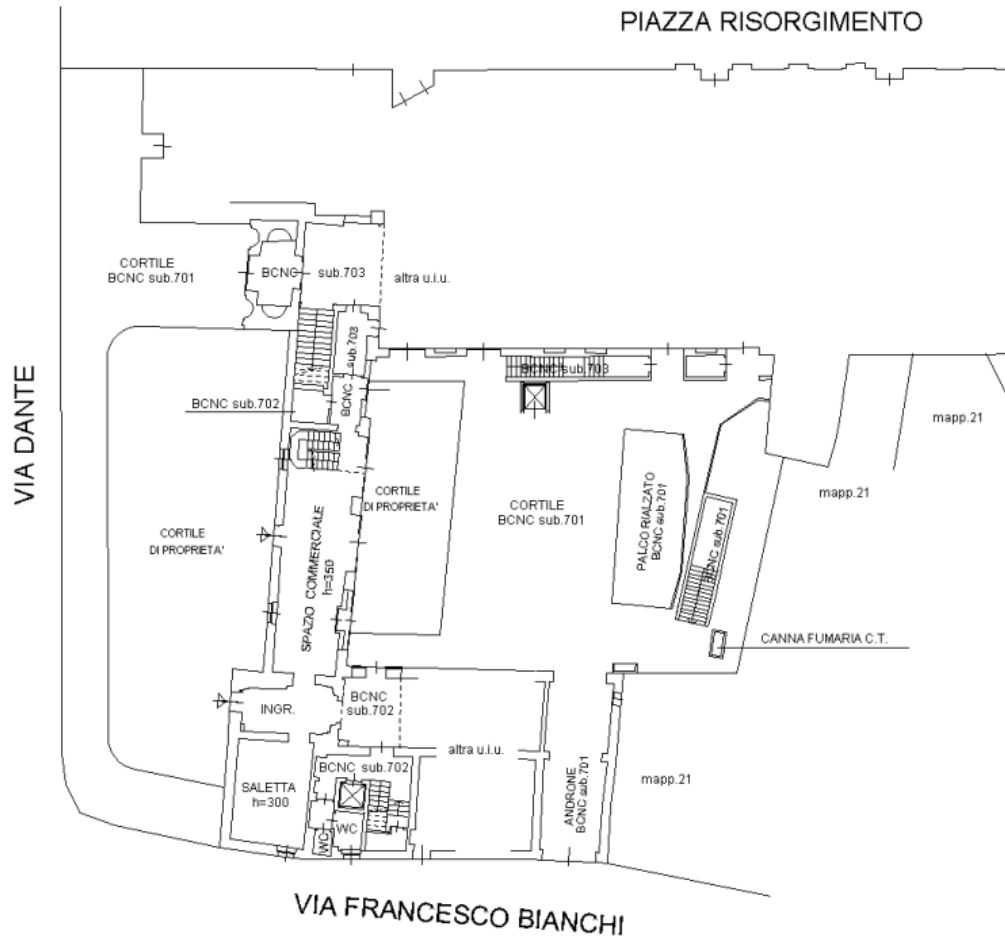 PIAZZA RISORGIMENTO
CORTILE
BCNC sub.701
BCNC
sub.703
altra u.i.u.
sub.703
BCNC sub.703
VIA DANTE
BCNC sub.702
BCNC
mapp.21
mapp.21
CORTILE
DI PROPRIETA'
CORTILE
DI PROPRIETA'
SPAZIO COMMERCIALE
h=350
CORTILE
BCNC sub.701
PALCO RIALZATO
BCNC sub.701
BCNC sub.701
CANNA FUMARIA C.T.
INGR.
BCNC
sub.702
altra u.i.u.
BCNC sub.702
SALETTA
h=300
WC
WC
ANDRONE
BCNC sub.701
mapp.21
VIA FRANCESCO BIANCHI